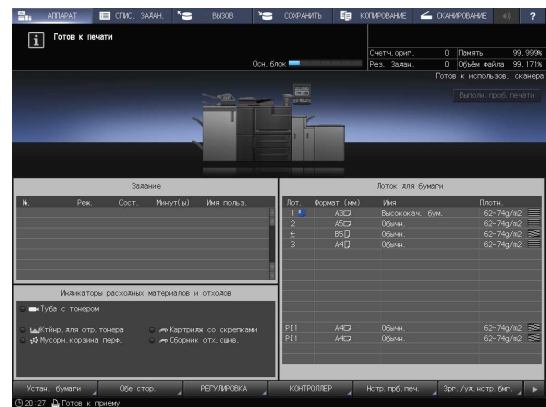 АППАРАТ СПИС. ЗАДАН. ВЫЗОВ СОХРАНИТЬ КОПИРОВАНИЕ СКАНИРОВАНИЕ ?
Готов к печати
Осн. блок
Счетч. ориг. 0 Память 99.999%
Рез. Задан. 0 Объём файла 99.171%
Готов к использов. сканера
Выполн. проб. печати
Задание
№. Реж. Сост. Минут(ы) Имя польз.
Лоток для бумаги
Лот. Формат (мм) Имя Плотн.
1 A3 Высококач. бум. 62-74g/m2
2 A5 Обычн. 62-74g/m2
B5 Обычн. 62-74g/m2
3 A4 Обычн. 62-74g/m2
PI1 A4 Обычн. 62-74g/m2
PI1 A4 Обычн. 62-74g/m2
Индикаторы расходных материалов и отходов
Туба с тонером
Ктйнр. для отр. тонера Картридж со скрепками
Мусорн. корзина перф. Сборник отх. сшив.
Устан. бумаги Обе стор. РЕГУЛИРОВКА КОНТРОЛЛЕР Нстр. прб. печ.
20:27 Готов к приему